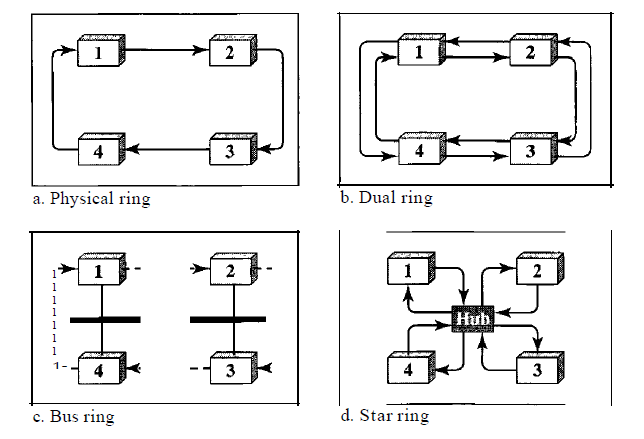 1 2
4 3
a. Physical ring
1 2
4 3
b. Dual ring
1 2
4 3
c. Bus ring
1 2
Hub
4 3
d. Star ring